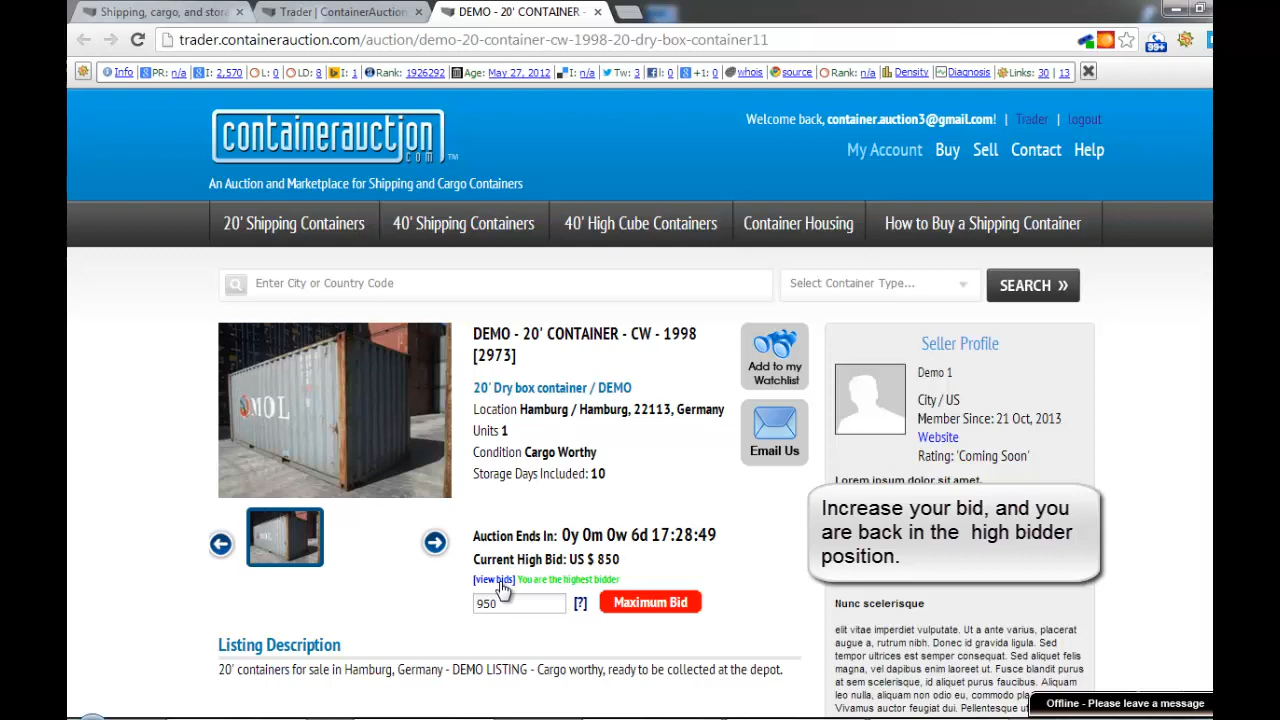 Shipping, cargo, and stora
Trader | ContainerAuction
DEMO - 20' CONTAINER -
trader.containerauction.com/auction/demo-20-container-cw-1998-20-dry-box-container11
99+
Info PR: n/a I: 2,570 L: 0 LD: 8 I: 1 Rank: 1926292 Age: May 27, 2012 I: n/a Tw: 3 I: 0 +1: 0 whois source Rank: n/a Density Diagnosis Links: 30 | 13
containerauction
.com ™
Welcome back, container.auction3@gmail.com! | Trader | logout
My Account Buy Sell Contact Help
An Auction and Marketplace for Shipping and Cargo Containers
20' Shipping Containers 40' Shipping Containers 40' High Cube Containers Container Housing How to Buy a Shipping Container
Enter City or Country Code
Select Container Type...
SEARCH »
MOL
DEMO - 20' CONTAINER - CW - 1998
[2973]
20' Dry box container / DEMO
Location Hamburg / Hamburg, 22113, Germany
Units 1
Condition Cargo Worthy
Storage Days Included: 10
Add to my
Watchlist
Email Us
Auction Ends In: 0y 0m 0w 6d 17:28:49
Current High Bid: US $ 850
[view bids] You are the highest bidder
950 [?] Maximum Bid
Seller Profile
Demo 1
City / US
Member Since: 21 Oct, 2013
Website
Rating: 'Coming Soon'
Lorem ipsum dolor sit amet,
Increase your bid, and you
are back in the high bidder
position.
Nunc scelerisque
elit vitae imperdiet vulputate. Ut a ante varius, placerat
augue a, rutrum nibh. Donec id gravida ligula. Sed
tempor ultrices est semper consequat. Sed aliquet felis
magna, vel dapibus enim laoreet ut. Fusce blandit purus
at sem scelerisque, id aliquam purus faucibus. Aliquam
leo nulla, aliquam non odio eu, commodo pla
Vivamus auctor feugiat dui. Pellentesque ut
Listing Description
20' containers for sale in Hamburg, Germany - DEMO LISTING - Cargo worthy, ready to be collected at the depot.
Offline - Please leave a message